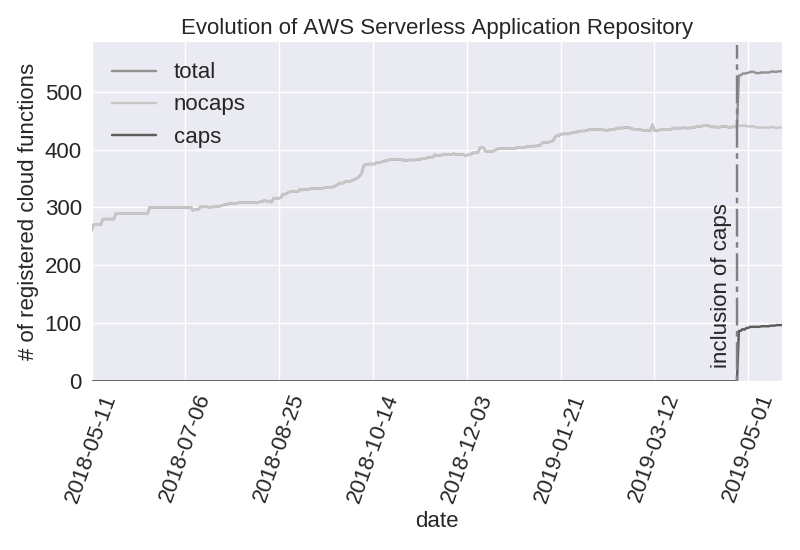 Evolution of AWS Serverless Application Repository
# of registered cloud functions
500
400
300
200
100
0
total
nocaps
caps
inclusion of caps
2018-05-11
2018-07-06
2018-08-25
2018-10-14
2018-12-03
2019-01-21
2019-03-12
2019-05-01
date